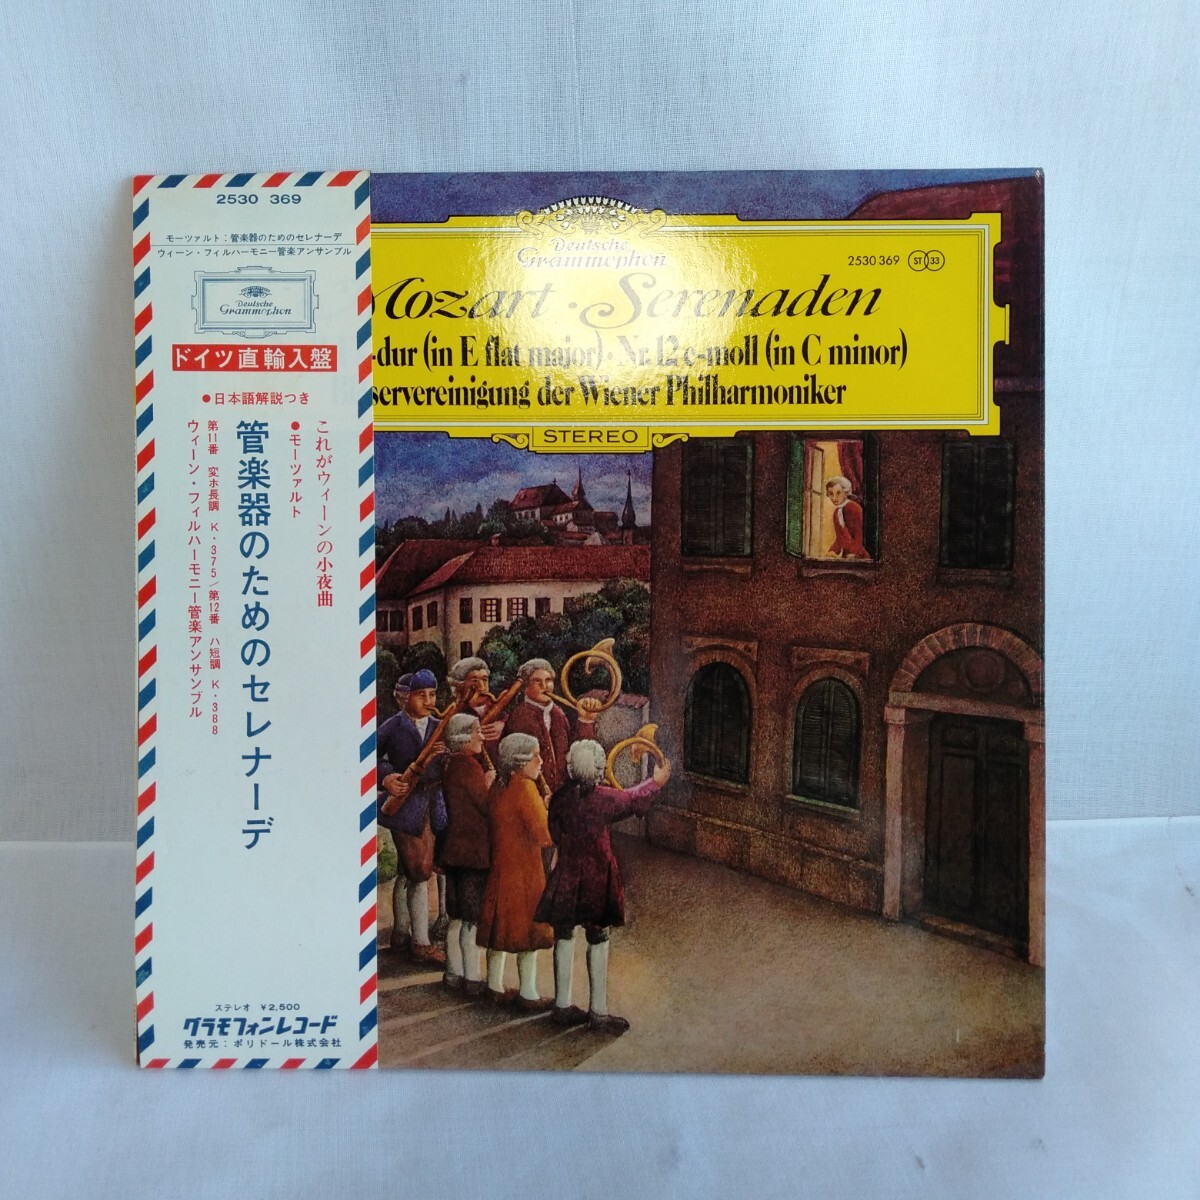 2530 369
モーツァルト:管楽器のためのセレナーデ
ウィーン・フィルハーモニー管楽アンサンブル
Deutsche
Grammophon
ドイツ直輸入盤
●日本語解説つき
これがウィーンの小夜曲
●モーツァルト
管楽器のためのセレナーデ
第11番 変ホ長調 K・375/第12番 ハ短調 K・388
ウィーン・フィルハーモニー管楽アンサンブル
ステレオ ¥2,500
グラモフォンレコード
発売元:ポリドール株式会社
Deutsche
Grammophon
2530 369 ST 33
Mozart · Serenaden
-dur (in E flat major) · Nr. 12 c-moll (in C minor)
servereinigung der Wiener Philharmoniker
STEREO